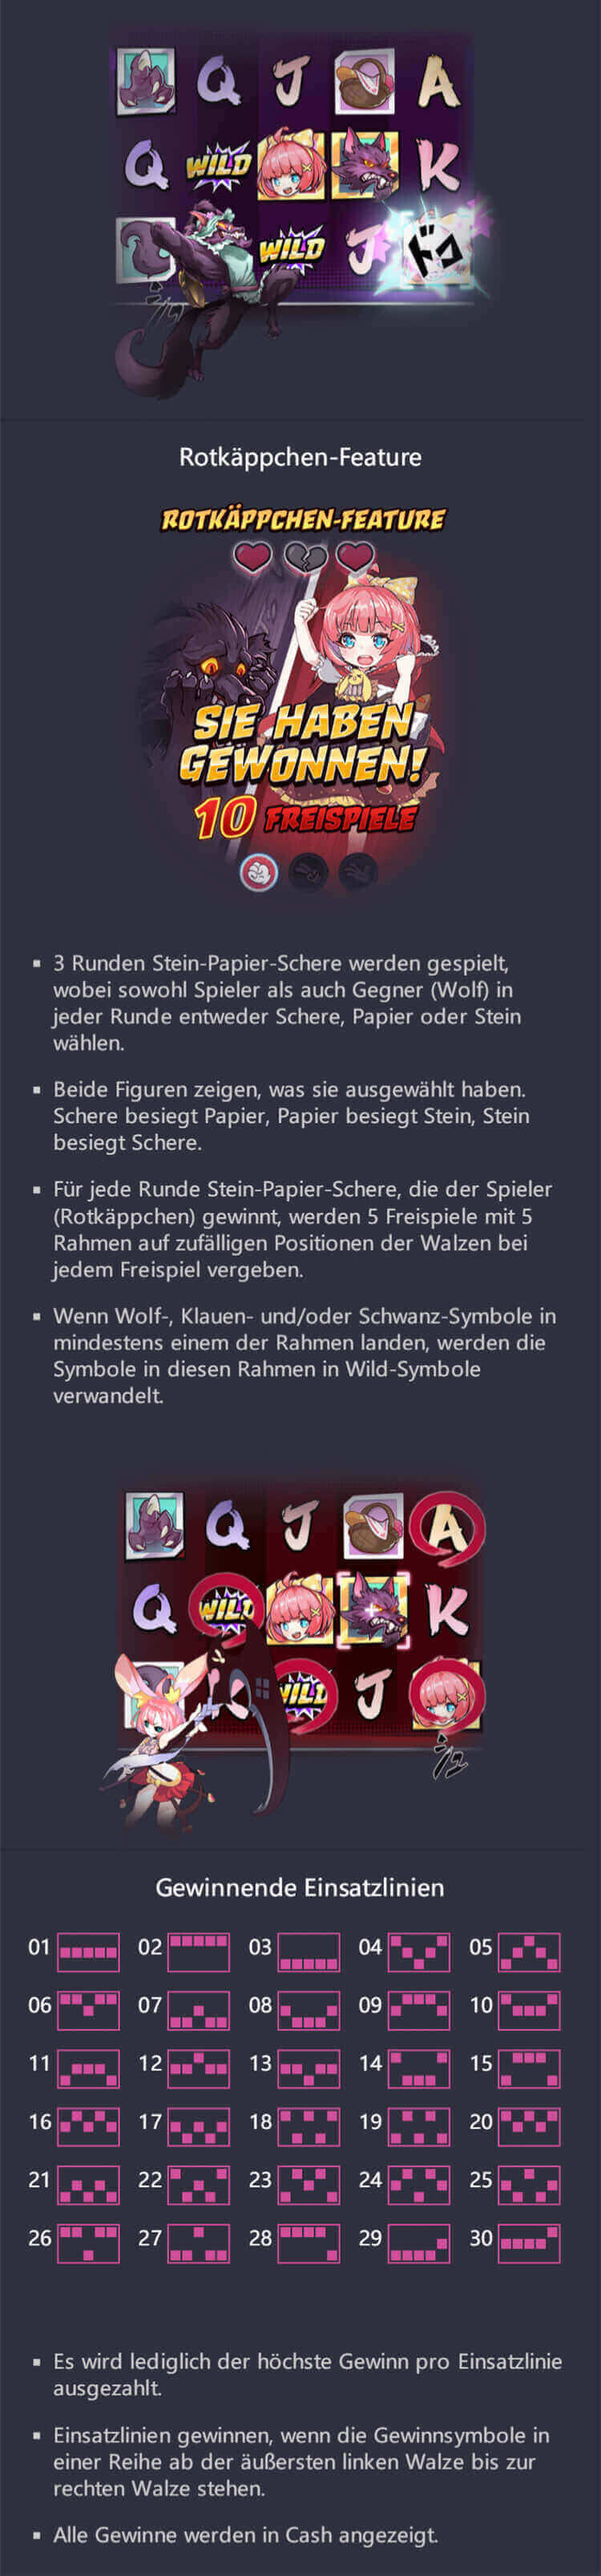 Q J A
Q WILD K
WILD J ドコ
Rotkäppchen-Feature
ROTKÄPPCHEN-FEATURE
SIE HABEN
GEWONNEN!
10 FREISPIELE
3 Runden Stein-Papier-Schere werden gespielt,
wobei sowohl Spieler als auch Gegner (Wolf) in
jeder Runde entweder Schere, Papier oder Stein
wählen.
Beide Figuren zeigen, was sie ausgewählt haben.
Schere besiegt Papier, Papier besiegt Stein, Stein
besiegt Schere.
Für jede Runde Stein-Papier-Schere, die der Spieler
(Rotkäppchen) gewinnt, werden 5 Freispiele mit 5
Rahmen auf zufälligen Positionen der Walzen bei
jedem Freispiel vergeben.
Wenn Wolf-, Klauen- und/oder Schwanz-Symbole in
mindestens einem der Rahmen landen, werden die
Symbole in diesen Rahmen in Wild-Symbole
verwandelt.
Q J A
Q WILD K
WILD J
Gewinnende Einsatzlinien
01 02 03 04 05
06 07 08 09 10
11 12 13 14 15
16 17 18 19 20
21 22 23 24 25
26 27 28 29 30
Es wird lediglich der höchste Gewinn pro Einsatzlinie
ausgezahlt.
Einsatzlinien gewinnen, wenn die Gewinnsymbole in
einer Reihe ab der äußersten linken Walze bis zur
rechten Walze stehen.
Alle Gewinne werden in Cash angezeigt.